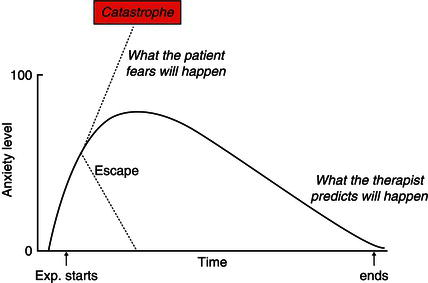 Catastrophe
What the patient
fears will happen
100
Anxiety level
Escape
What the therapist
predicts will happen
0
Time
Exp. starts
ends